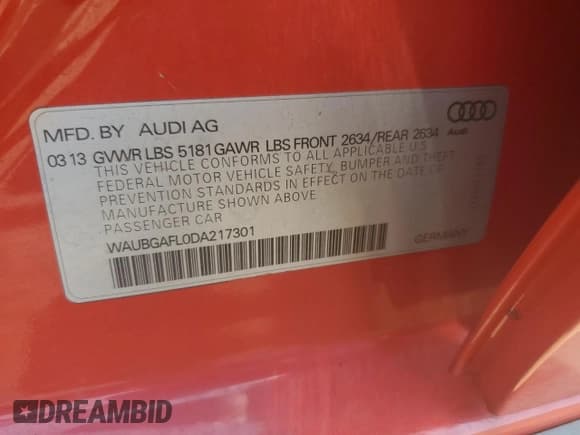 MFD. BY AUDI AG
Audi
03 13 GVWR LBS 5181 GAWR LBS FRONT 2634/REAR 2634
THIS VEHICLE CONFORMS TO ALL APPLICABLE U.S
FEDERAL MOTOR VEHICLE SAFETY, BUMPER AND THEFT
PREVENTION STANDARDS IN EFFECT ON THE DATE OF
MANUFACTURE SHOWN ABOVE
PASSENGER CAR
WAUBGAFL0DA217301
GERMANY
DREAMBID